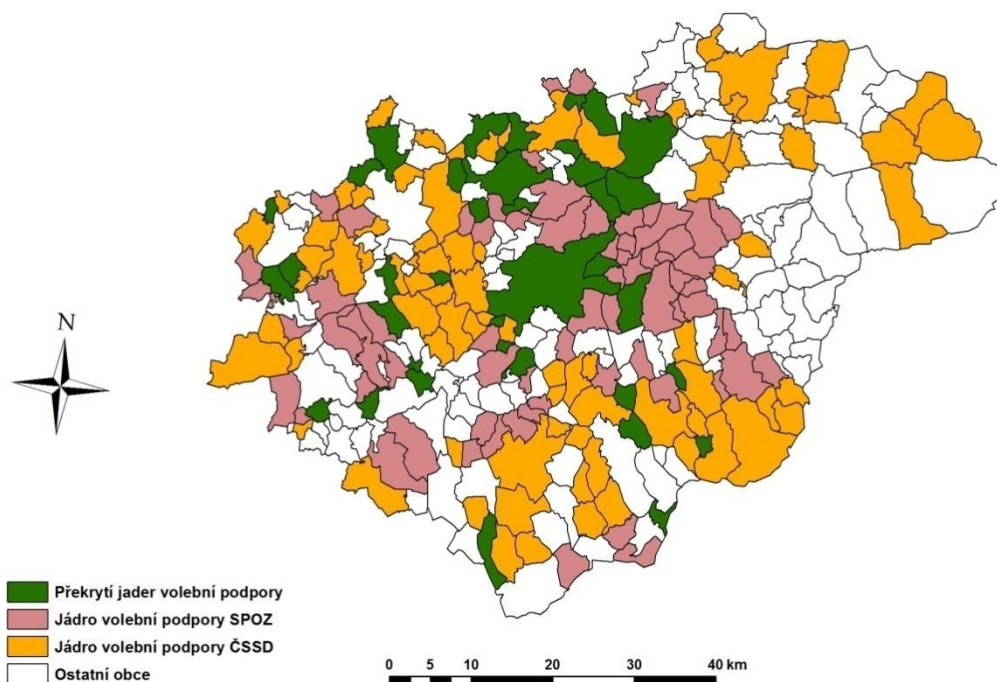 N
Překrytí jader volební podpory
Jádro volební podpory SPOZ
Jádro volební podpory ČSSD
Ostatní obce
0 5 10 20 30 40 km